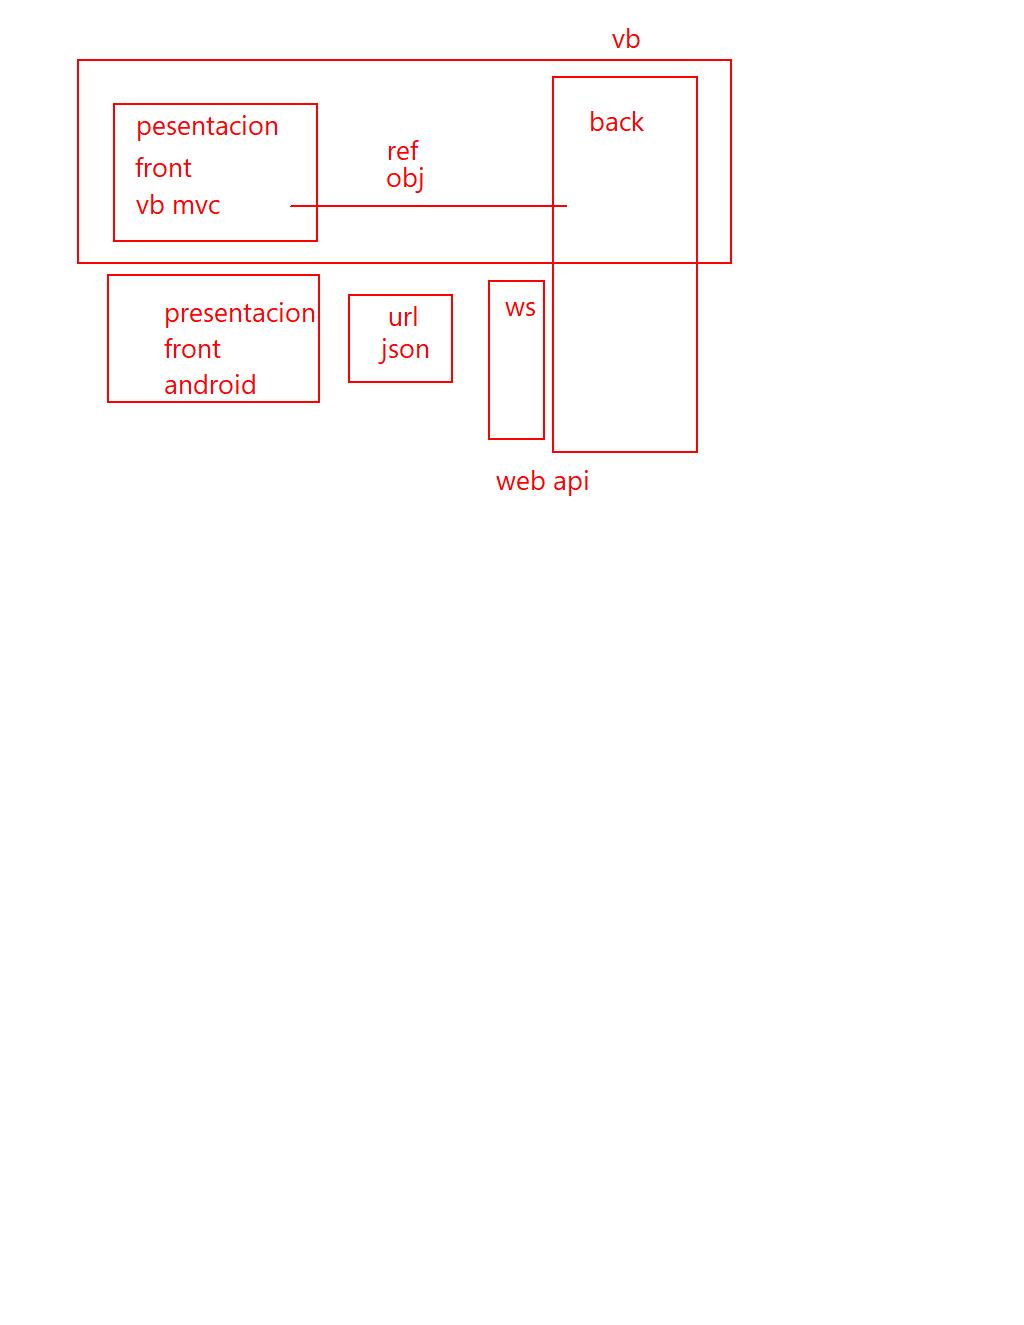 vb
pesentacion
front
vb mvc
ref
obj
back
presentacion
front
android
url
json
ws
web api